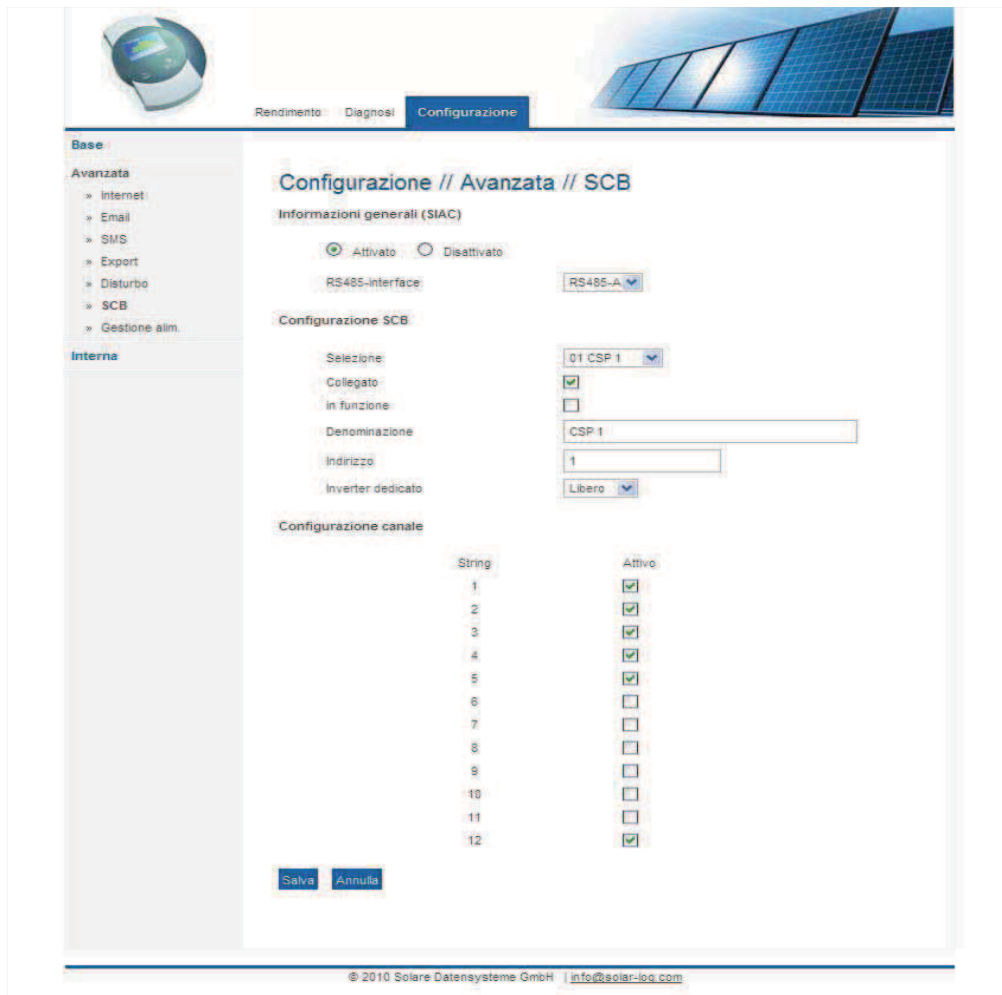 Rendimento Diagnosi Configurazione
Base
Avanzata
» Internet
» Email
» SMS
» Export
» Disturbo
» SCB
» Gestione alim.
Interna
Configurazione // Avanzata // SCB
Informazioni generali (SIAC)
Attivato Disattivato
RS485-Interface RS485-A
Configurazione SCB
Selezione 01 CSP 1
Collegato
in funzione
Denominazione CSP 1
Indirizzo 1
Inverter dedicato Libero
Configurazione canale
String Attivo
1
2
3
4
5
6
7
8
9
10
11
12
Salva Annulla
© 2010 Solare Datensysteme GmbH | info@solar-log.com